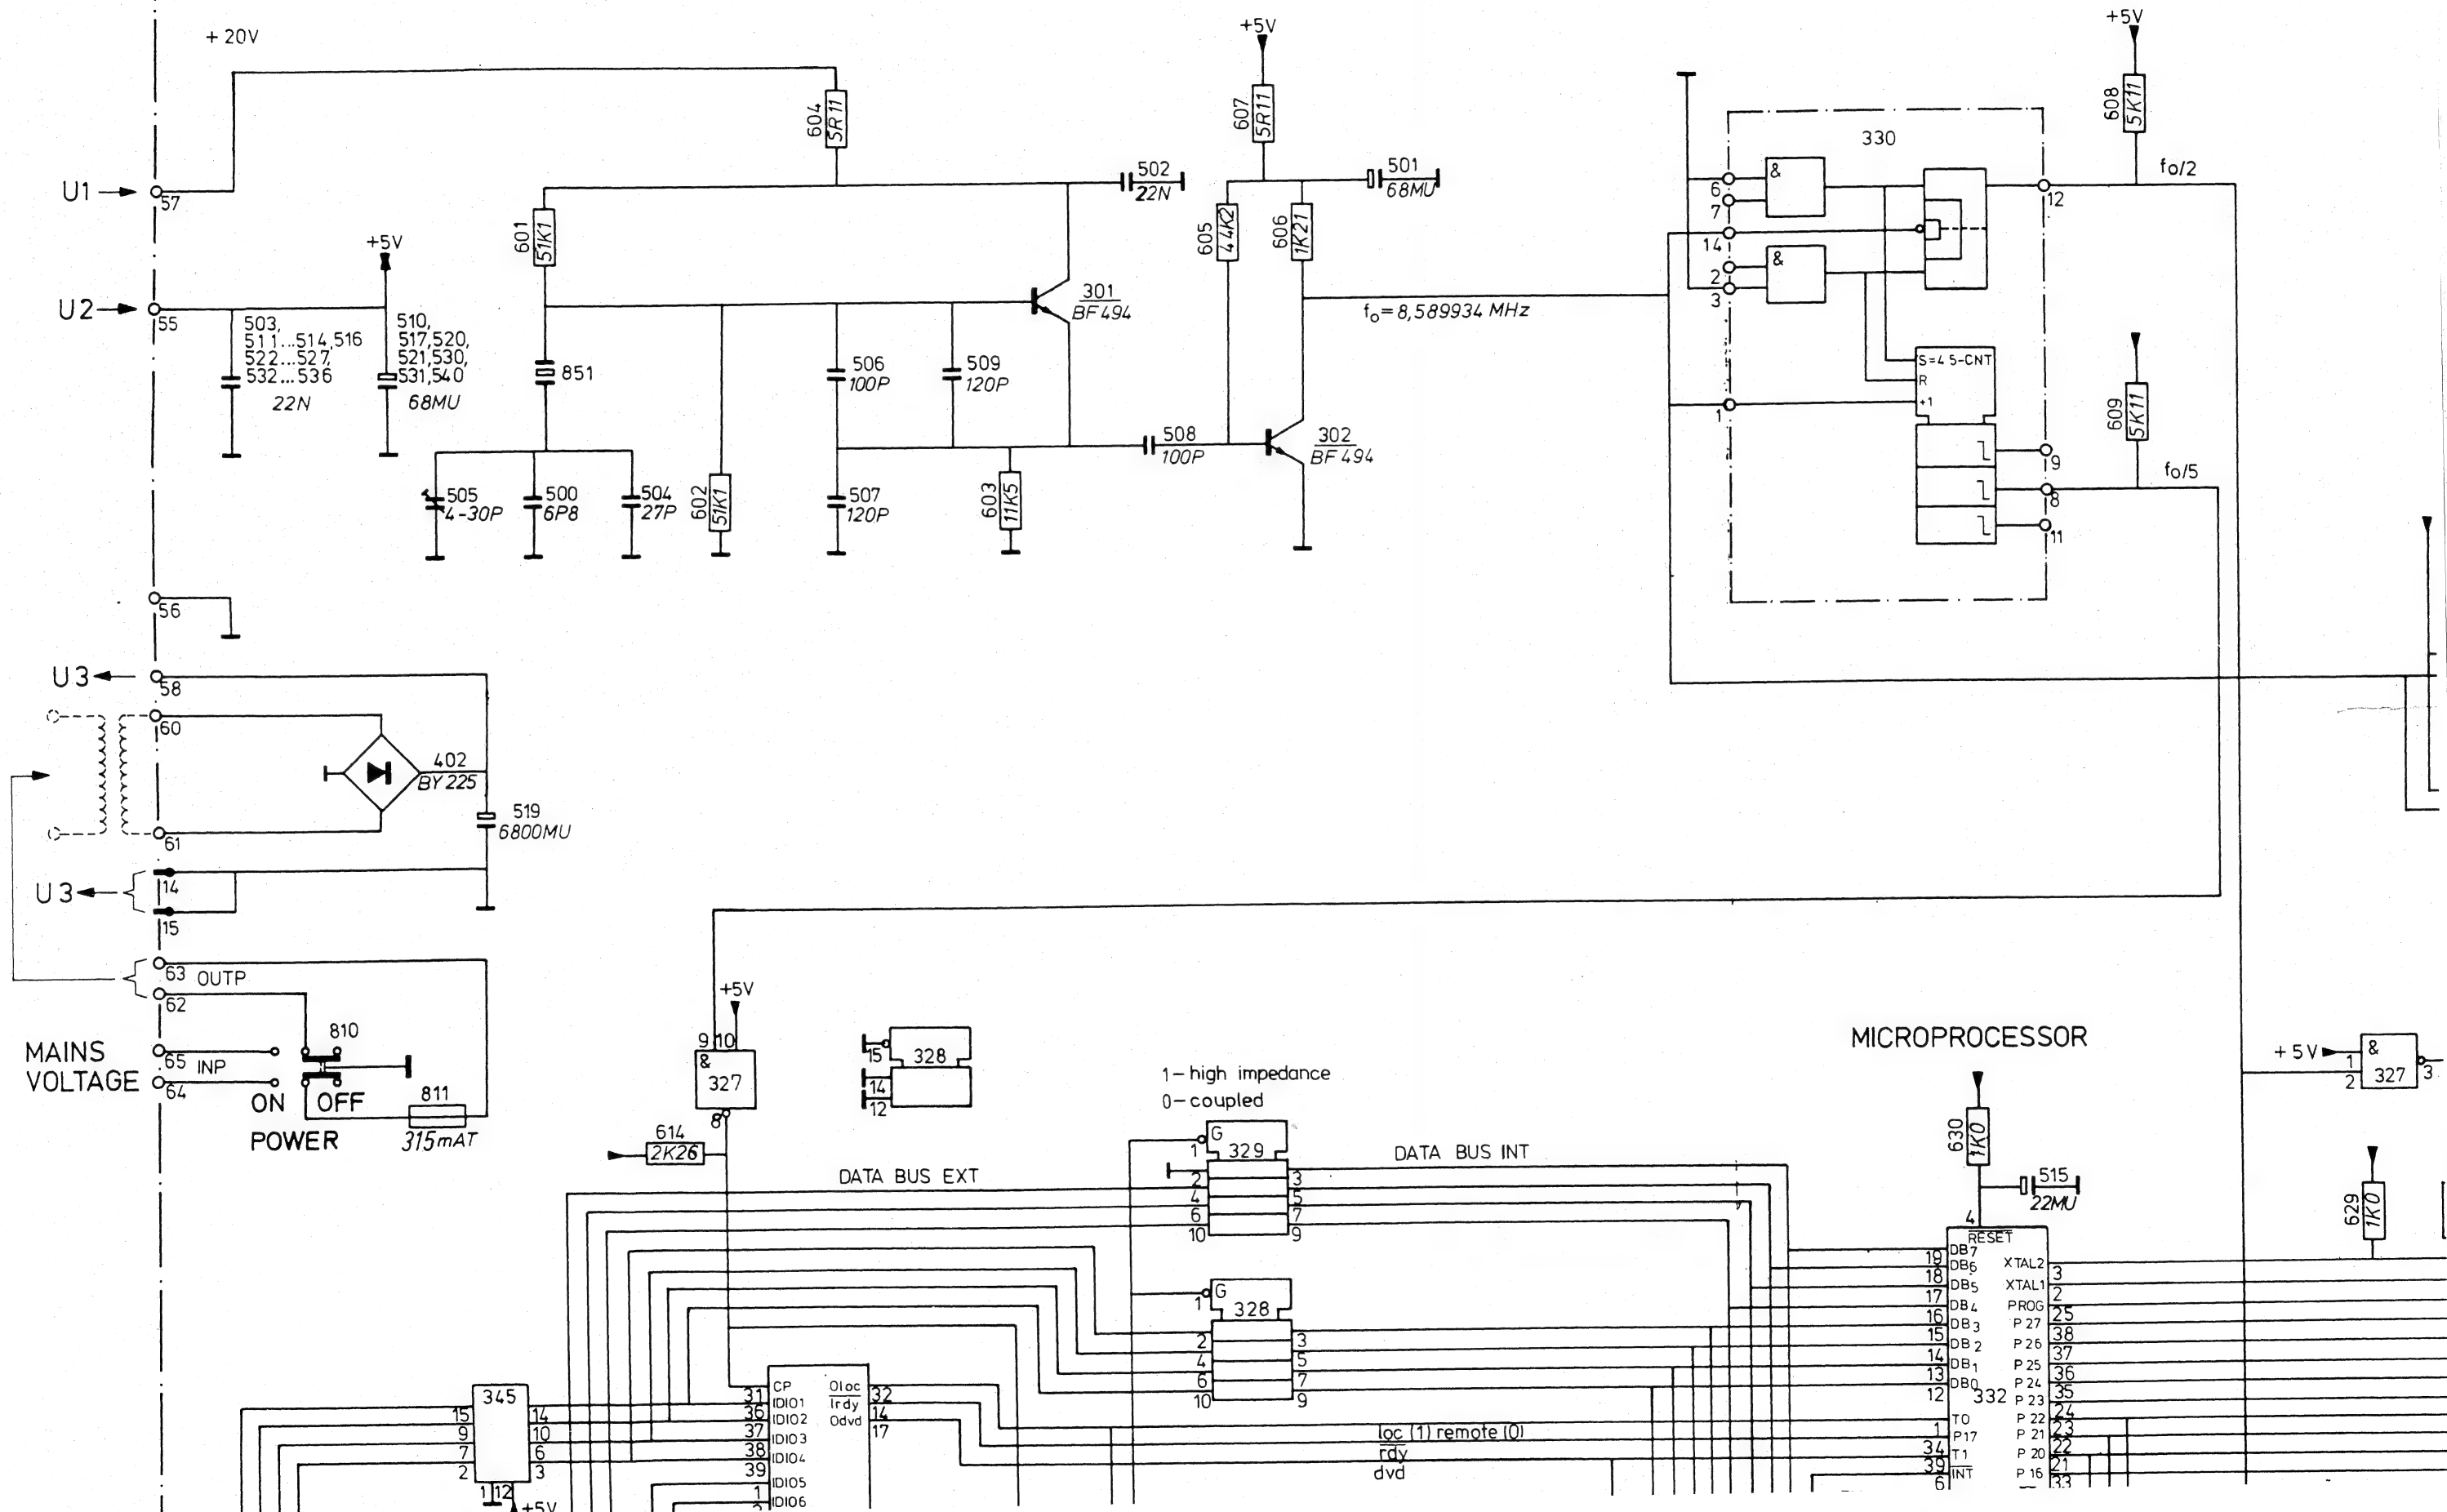 + 20V
U1
57
604
5R11
601
51K1
502
22N
+5V
607
5R11
501
68MU
605
44K2
606
1K21
+5V
608
5K11
330
fo/2
&
6
7
12
14
&
2
3
U2
55
+5V
503,
511...514,516
522...527,
532...536
22N
510,
517,520,
521,530,
531,540
68MU
301
BF494
fo=8,589934 MHz
851
506
100P
509
120P
S=4 5-CNT
R
+1
1
609
5K11
508
100P
302
BF494
9
fo/5
8
11
505
4-30P
500
6P8
504
27P
602
51K1
507
120P
603
11K5
56
U3
58
60
402
BY225
519
6800MU
61
U3
14
15
63
OUTP
62
MAINS
VOLTAGE
65
INP
64
810
ON OFF
POWER
811
315mAT
+5V
9 10
&
327
8
614
2K26
15
328
14
12
1-high impedance
0-coupled
MICROPROCESSOR
+5V
1
2
&
327
3
DATA BUS EXT
G
1
329
2
4
6
10
3
5
7
9
DATA BUS INT
630
1K0
515
22MU
629
1K0
G
1
328
2
4
6
10
3
5
7
9
4
RESET
332
19 DB7
18 DB6
17 DB5
16 DB4
15 DB3
14 DB2
13 DB1
12 DB0
1 T0
34 P17
39 T1
6 INT
XTAL2 3
XTAL1 2
PROG 25
P27 38
P26 37
P25 36
P24 35
P23 24
P22 23
P21 22
P20 21
P16 33
345
15
9
7
2
14
10
6
3
1 12
+5V
31 CP
36 IDIO1
37 IDIO2
38 IDIO3
39 IDIO4
1 IDIO5
IDIO6
Oloc 32
Irdy 14
Odvd 17
loc (1) remote (0)
rdy
dvd